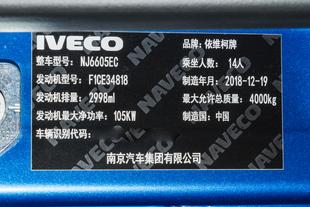 IVECO 品牌：依维柯牌
整车型号：NJ6605EC 乘坐人数：14人
发动机型号：F1CE3481B 制造年月：2018-12-19
发动机排量：2998ml 最大允许总质量：4000kg
发动机最大净功率：105KW 制造国：中国
车辆识别代号：
南京汽车集团有限公司
NAVECO